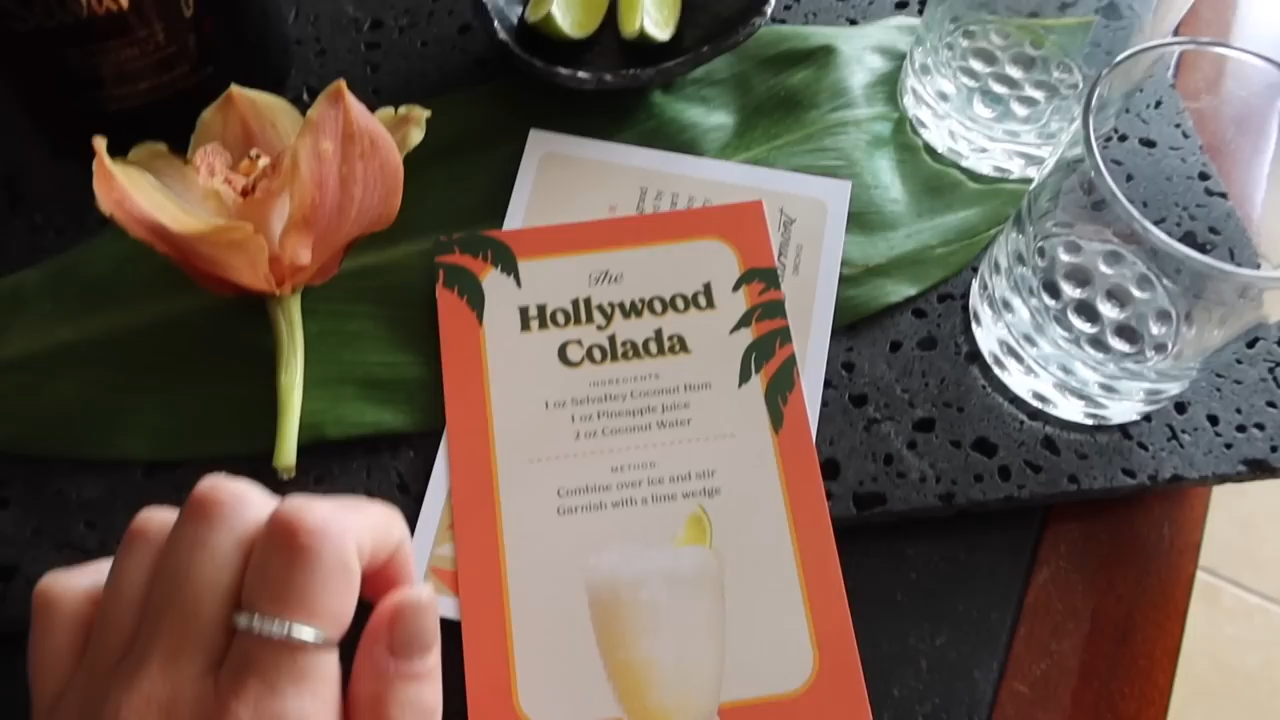 The
Hollywood
Colada
INGREDIENTS:
1 oz SelvaRey Coconut Rum
1 oz Pineapple Juice
2 oz Coconut Water
METHOD:
Combine over ice and stir
Garnish with a lime wedge